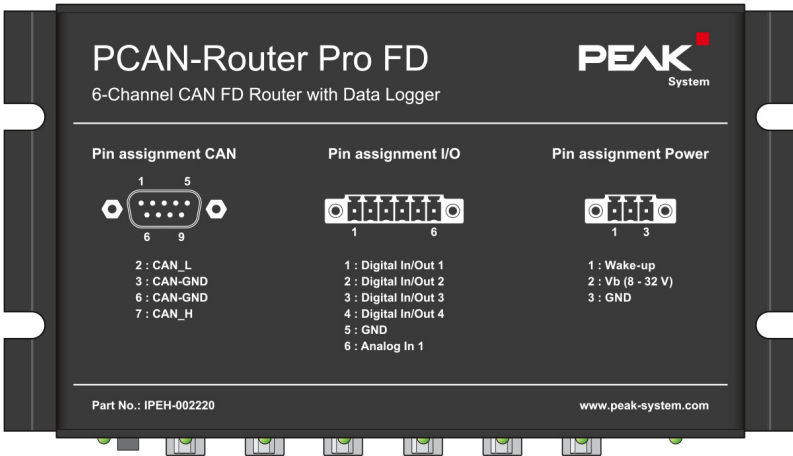 PCAN-Router Pro FD
6-Channel CAN FD Router with Data Logger
PEAK
System
Pin assignment CAN
1 5
6 9
2 : CAN_L
3 : CAN-GND
6 : CAN-GND
7 : CAN_H
Pin assignment I/O
1 6
1 : Digital In/Out 1
2 : Digital In/Out 2
3 : Digital In/Out 3
4 : Digital In/Out 4
5 : GND
6 : Analog In 1
Pin assignment Power
1 3
1 : Wake-up
2 : Vb (8 - 32 V)
3 : GND
Part No.: IPEH-002220
www.peak-system.com